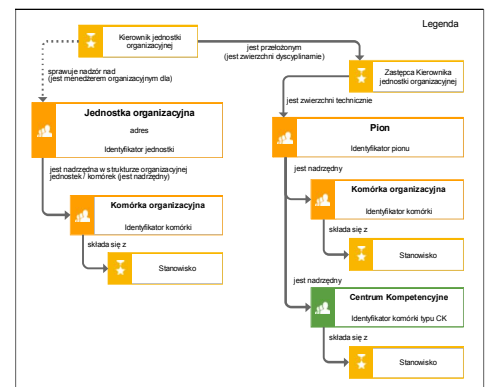 Legenda
Kierownik jednostki
organizacyjnej
jest przełożonym
(jest zwierzchni dyscyplinarnie)
sprawuje nadzór nad
(jest menedżerem organizacyjnym dla)
Zastępca Kierownika
jednostki organizacyjnej
jest zwierzchni technicznie
Jednostka organizacyjna
adres
Identyfikator jednostki
Pion
Identyfikator pionu
jest nadrzędna w strukturze organizacyjnej
jednostek / komórek (jest nadrzędny)
jest nadrzędny
Komórka organizacyjna
Identyfikator komórki
Komórka organizacyjna
Identyfikator komórki
składa się z
Stanowisko
składa się z
Stanowisko
jest nadrzędny
Centrum Kompetencyjne
Identyfikator komórki typu CK
składa się z
Stanowisko